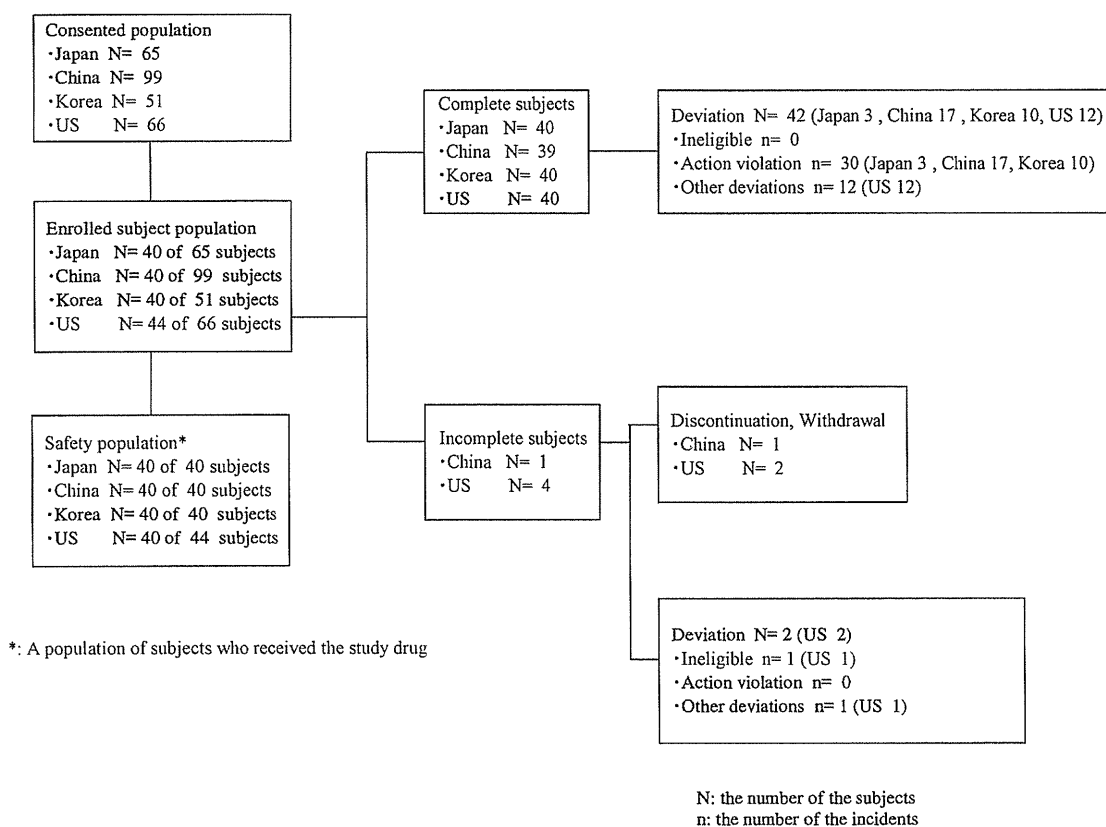 Consented population
・Japan N= 65
・China N= 99
・Korea N= 51
・US N= 66
Enrolled subject population
・Japan N= 40 of 65 subjects
・China N= 40 of 99 subjects
・Korea N= 40 of 51 subjects
・US N= 44 of 66 subjects
Safety population*
・Japan N= 40 of 40 subjects
・China N= 40 of 40 subjects
・Korea N= 40 of 40 subjects
・US N= 40 of 44 subjects
*: A population of subjects who received the study drug
Complete subjects
・Japan N= 40
・China N= 39
・Korea N= 40
・US N= 40
Deviation N= 42 (Japan 3 , China 17 , Korea 10, US 12)
・Ineligible n= 0
・Action violation n= 30 (Japan 3 , China 17, Korea 10)
・Other deviations n= 12 (US 12)
Incomplete subjects
・China N= 1
・US N= 4
Discontinuation, Withdrawal
・China N= 1
・US N= 2
Deviation N= 2 (US 2)
・Ineligible n= 1 (US 1)
・Action violation n= 0
・Other deviations n= 1 (US 1)
N: the number of the subjects
n: the number of the incidents